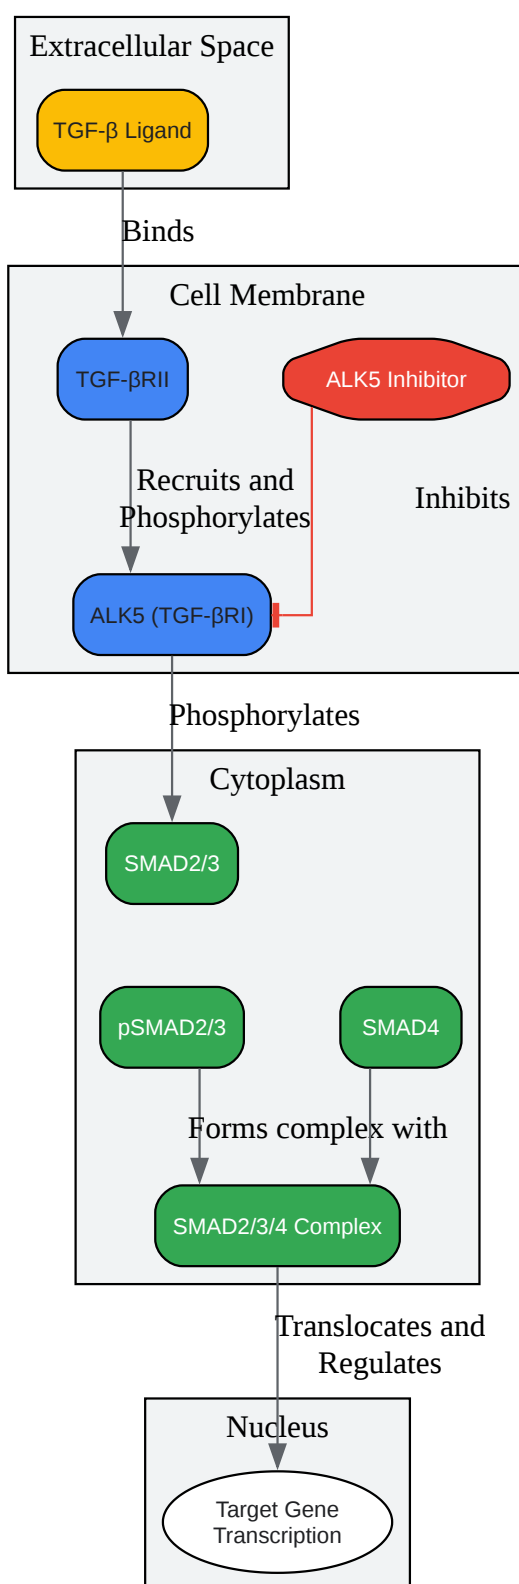 Extracellular Space
TGF-β Ligand
Binds
Cell Membrane
TGF-βRII
ALK5 Inhibitor
Recruits and
Phosphorylates
Inhibits
ALK5 (TGF-βRI)
Phosphorylates
Cytoplasm
SMAD2/3
pSMAD2/3
SMAD4
Forms complex with
SMAD2/3/4 Complex
Translocates and
Regulates
Nucleus
Target Gene
Transcription